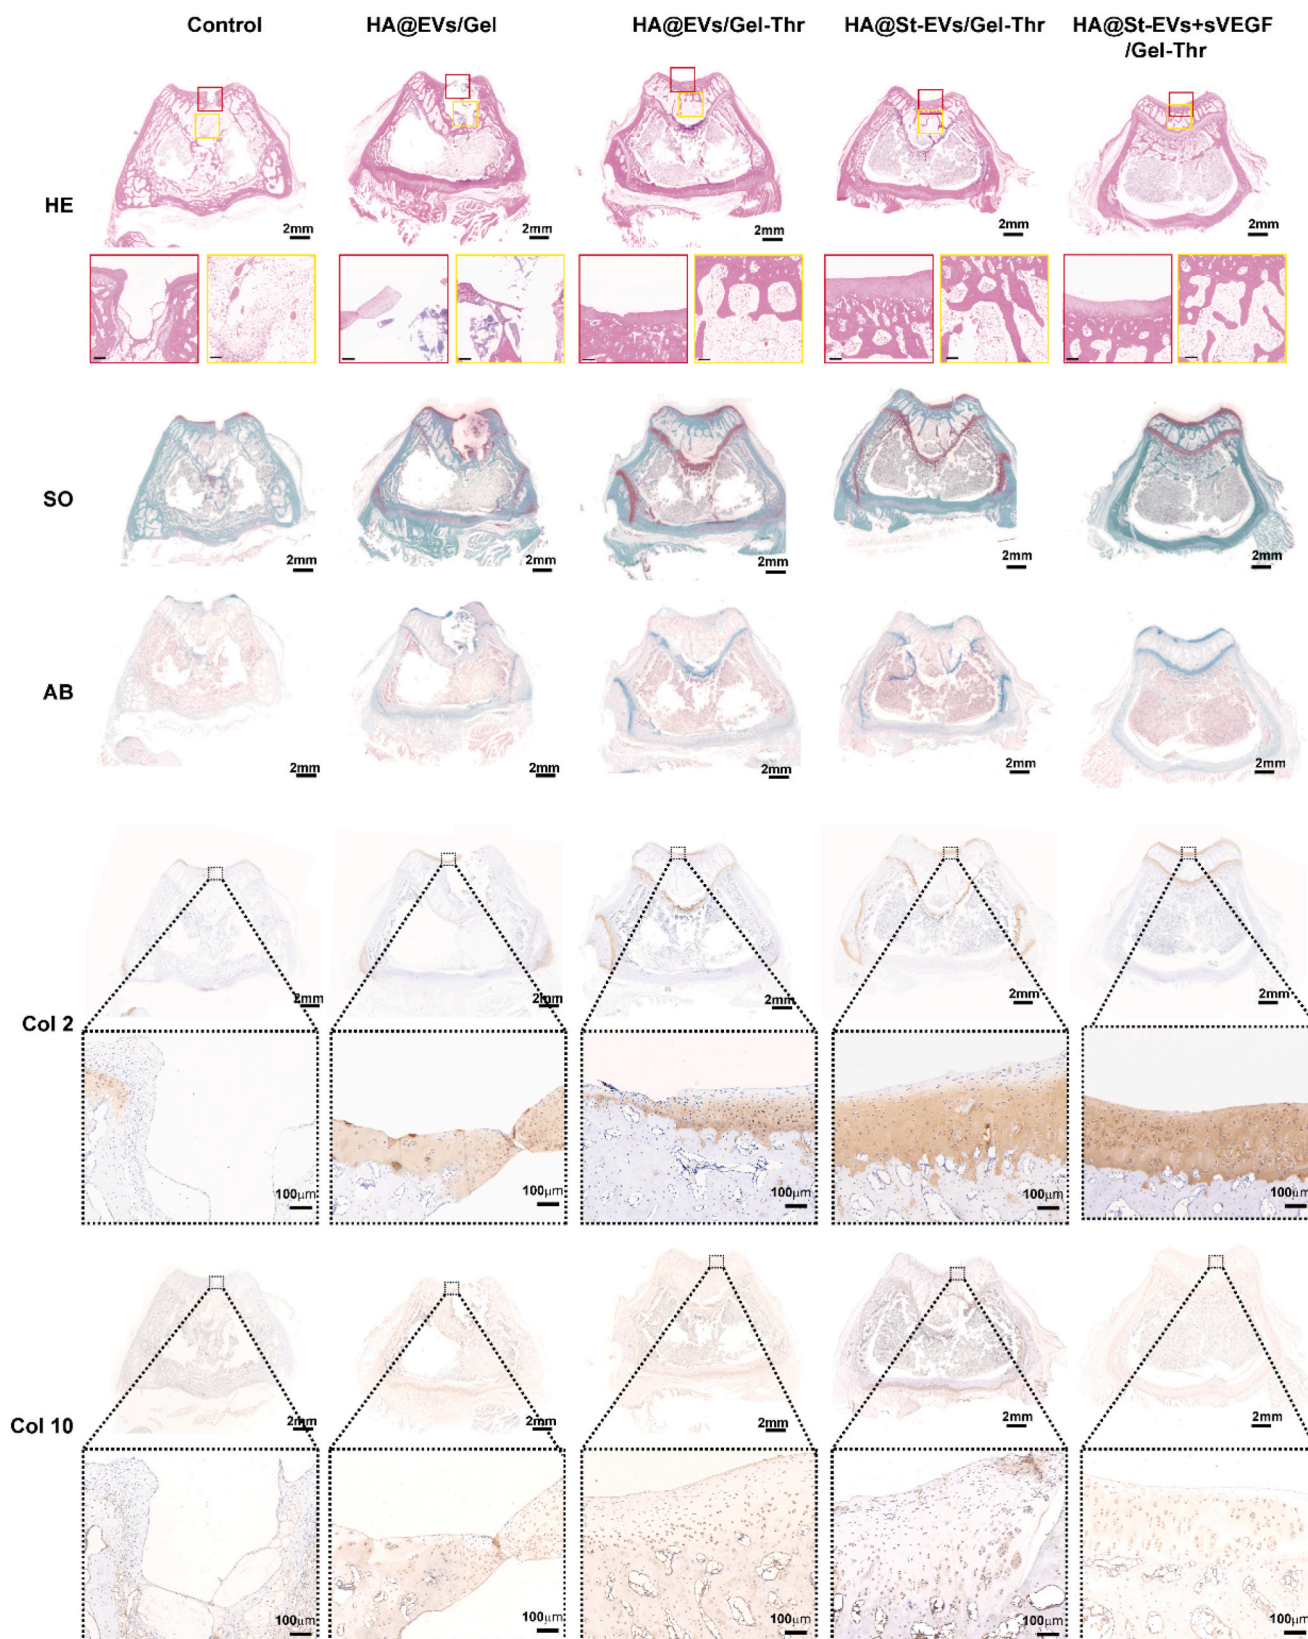 Control HA@EVs/Gel HA@EVs/Gel-Thr HA@St-EVs/Gel-Thr HA@St-EVs+sVEGF
/Gel-Thr
HE
2mm 2mm 2mm 2mm 2mm
SO
2mm 2mm 2mm 2mm 2mm
AB
2mm 2mm 2mm 2mm 2mm
2mm 2mm 2mm 2mm 2mm
Col 2
100μm 100μm 100μm 100μm 100μm
2mm 2mm 2mm 2mm 2mm
Col 10
100μm 100μm 100μm 100μm 100μm